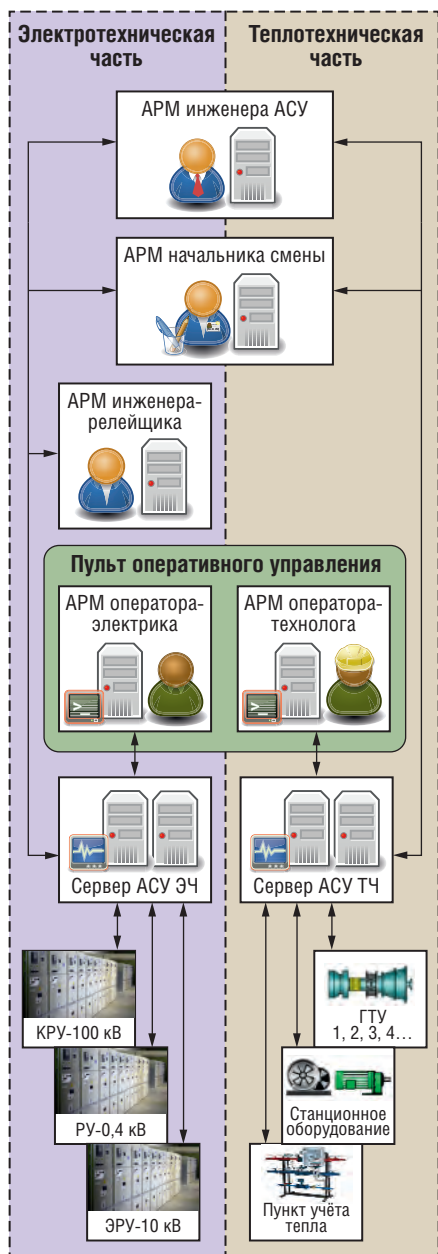 Электротехническая
часть
Теплотехническая
часть
АРМ инженера АСУ
АРМ начальника смены
АРМ инженера-
релейщика
Пульт оперативного управления
АРМ оператора-
электрика
АРМ оператора-
технолога
Сервер АСУ ЭЧ
Сервер АСУ ТЧ
КРУ-100 кВ
РУ-0,4 кВ
ЭРУ-10 кВ
ГТУ
1, 2, 3, 4...
Станционное
оборудование
Пункт учёта
тепла